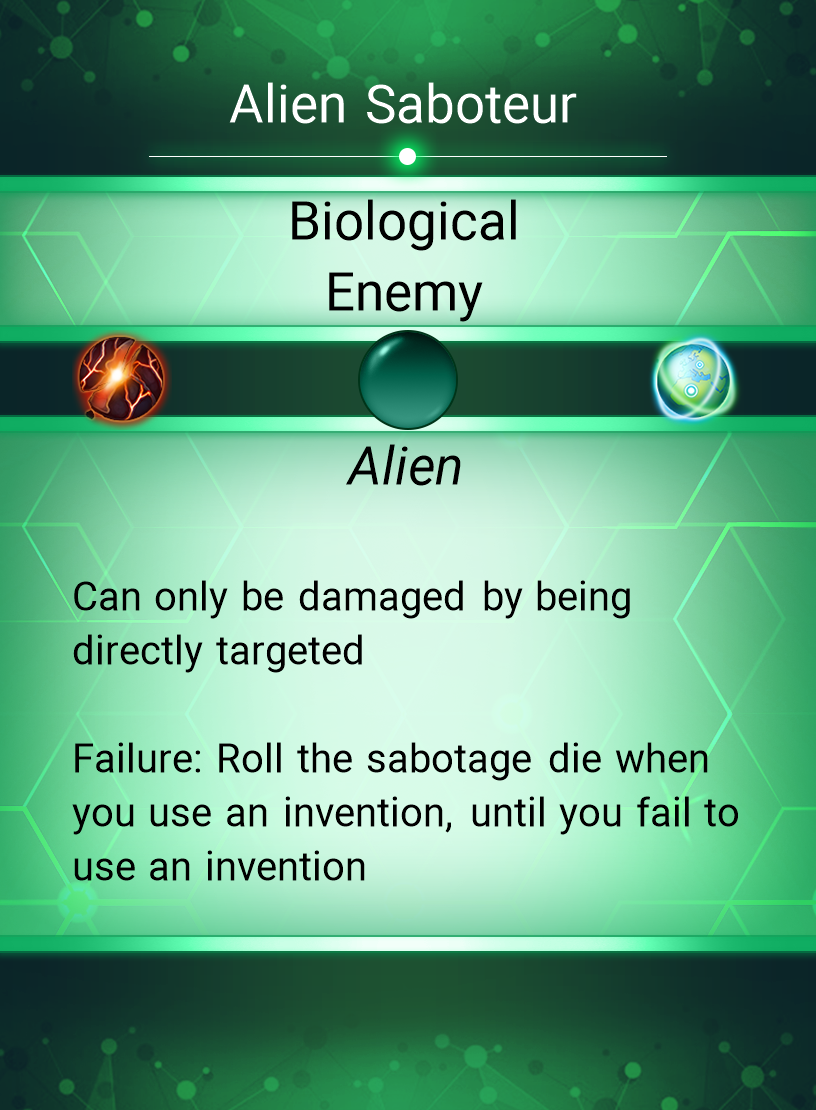 Alien Saboteur
Biological
Enemy
Alien
Can only be damaged by being
directly targeted
Failure: Roll the sabotage die when
you use an invention, until you fail to
use an invention